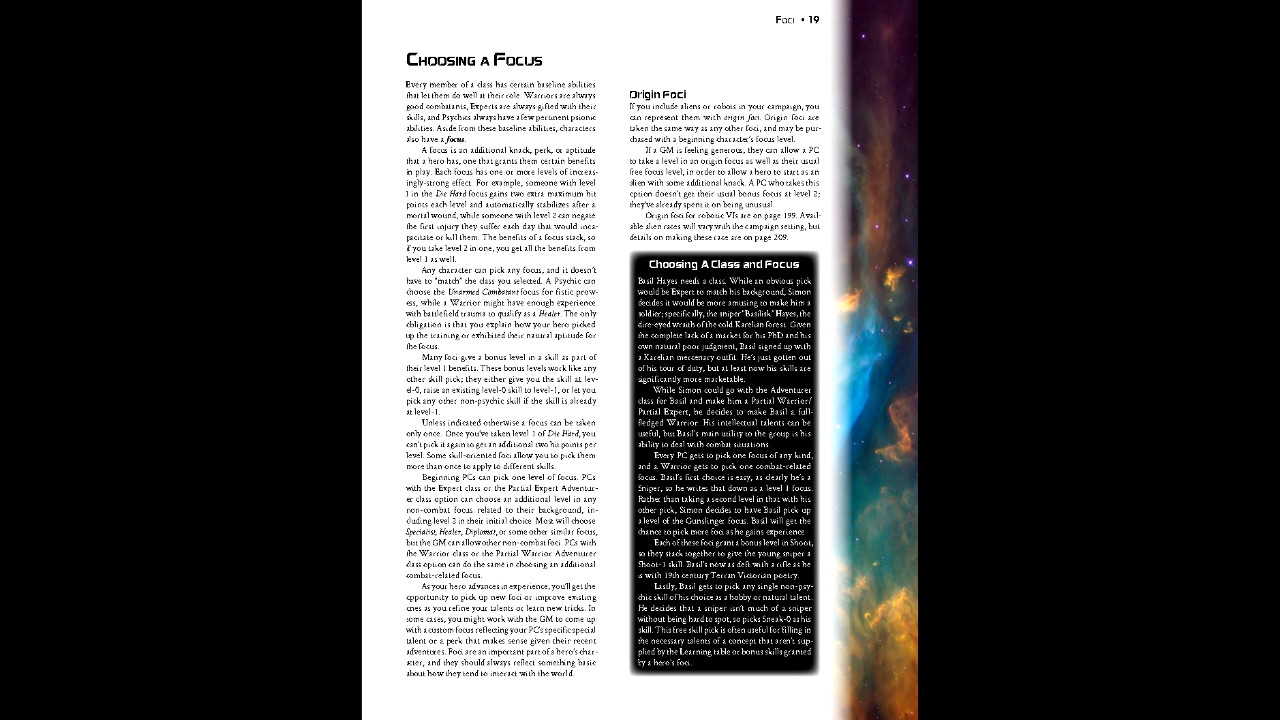 Foci • 19
Choosing a Focus
Every member of a class has certain baseline abilities
that let them do well at their role. Warriors are always
good combatants, Experts are always gifted with their
skills, and Psychics always have a few pertinent psionic
abilities. Aside from these baseline abilities, characters
also have a focus.
A focus is an additional knack, perk, or aptitude
that a hero has, one that grants them certain benefits
in play. Each focus has one or more levels of increas-
ingly-strong effect. For example, someone with level
1 in the Die Hard focus gains two extra maximum hit
points each level and automatically stabilizes after a
mortal wound, while someone with level 2 can negate
the first injury they suffer each day that would inca-
pacitate or kill them. The benefits of a focus stack, so
if you take level 2 in one, you get all the benefits from
level 1 as well.
Any character can pick any focus, and it doesn't
have to "match" the class you selected. A Psychic can
choose the Unarmed Combatant focus for fistic prow-
ess, while a Warrior might have enough experience
with battlefield trauma to qualify as a Healer. The only
obligation is that you explain how your hero picked
up the training or exhibited their natural aptitude for
the focus.
Many foci give a bonus level in a skill as part of
their level 1 benefits. These bonus levels work like any
other skill pick; they either give you the skill at lev-
el-0, raise an existing level-0 skill to level-1, or let you
pick any other non-psychic skill if the skill is already
at level-1.
Unless indicated otherwise a focus can be taken
only once. Once you've taken level 1 of Die Hard, you
can't pick it again to get an additional two hit points per
level. Some skill-oriented foci allow you to pick them
more than once to apply to different skills.
Beginning PCs can pick one level of focus. PCs
with the Expert class or the Partial Expert Adventur-
er class option can choose an additional level in any
non-combat focus related to their background, in-
cluding level 2 in their initial choice. Most will choose
Specialist, Healer, Diplomat, or some other similar focus,
but the GM can allow other non-combat foci. PCs with
the Warrior class or the Partial Warrior Adventurer
class option can do the same in choosing an additional
combat-related focus.
As your hero advances in experience, you'll get the
opportunity to pick up new foci or improve existing
ones as you refine your talents or learn new tricks. In
some cases, you might work with the GM to come up
with a custom focus reflecting your PC's specific special
talent or a perk that makes sense given their recent
adventures. Foci are an important part of a hero's char-
acter, and they should always reflect something basic
about how they tend to interact with the world.
Origin Foci
If you include aliens or robots in your campaign, you
can represent them with origin foci. Origin foci are
taken the same way as any other foci, and may be pur-
chased with a beginning character's focus level.
If a GM is feeling generous, they can allow a PC
to take a level in an origin focus as well as their usual
free focus level, in order to allow a hero to start as an
alien with some additional knack. A PC who takes this
option doesn't get their usual bonus focus at level 2;
they've already spent it on being unusual.
Origin foci for robotic VIs are on page 199. Avail-
able alien races will vary with the campaign setting, but
details on making these race are on page 209.
Choosing A Class and Focus
Basil Hayes needs a class. While an obvious pick
would be Expert to match his background, Simon
decides it would be more amusing to make him a
soldier; specifically, the sniper "Basilisk" Hayes, the
dire-eyed wraith of the cold Karelian forest. Given
the complete lack of a market for his PhD and his
own natural poor judgment, Basil signed up with
a Karelian mercenary outfit. He's just gotten out
of his tour of duty, but at least now his skills are
significantly more marketable.
While Simon could go with the Adventurer
class for Basil and make him a Partial Warrior/
Partial Expert, he decides to make Basil a full-
fledged Warrior. His intellectual talents can be
useful, but Basil's main utility to the group is his
ability to deal with combat situations.
Every PC gets to pick one focus of any kind,
and a Warrior gets to pick one combat-related
focus. Basil's first choice is easy, as clearly he's a
Sniper, so he writes that down as a level 1 focus.
Rather than taking a second level in that with his
other pick, Simon decides to have Basil pick up
a level of the Gunslinger focus. Basil will get the
chance to pick more foci as he gains experience.
Each of these foci grant a bonus level in Shoot,
so they stack together to give the young sniper a
Shoot-1 skill. Basil's now as deft with a rifle as he
is with 19th century Terran Victorian poetry.
Lastly, Basil gets to pick any single non-psy-
chic skill of his choice as a hobby or natural talent.
He decides that a sniper isn't much of a sniper
without being hard to spot, so picks Sneak-0 as his
skill. This free skill pick is often useful for filling in
the necessary talents of a concept that aren't sup-
plied by the Learning table or bonus skills granted
by a hero's foci.